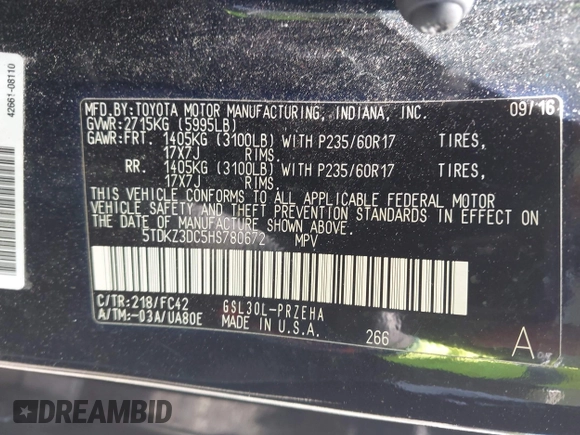 42661-08110
MFD.BY:TOYOTA MOTOR MANUFACTURING, INDIANA, INC. 09/16
GVWR:2715KG (5995LB)
GAWR:FRT. 1405KG (3100LB) WITH P235/60R17 TIRES,
17X7J RIMS.
RR. 1405KG (3100LB) WITH P235/60R17 TIRES,
17X7J RIMS.
THIS VEHICLE CONFORMS TO ALL APPLICABLE FEDERAL MOTOR
VEHICLE SAFETY AND THEFT PREVENTION STANDARDS IN EFFECT ON
THE DATE OF MANUFACTURE SHOWN ABOVE.
5TDKZ3DC5HS780672 MPV
C/TR:218/FC42 GSL30L-PRZEHA
A/TM:-03A/UA80E MADE IN U.S.A. 266 A
DREAMBID